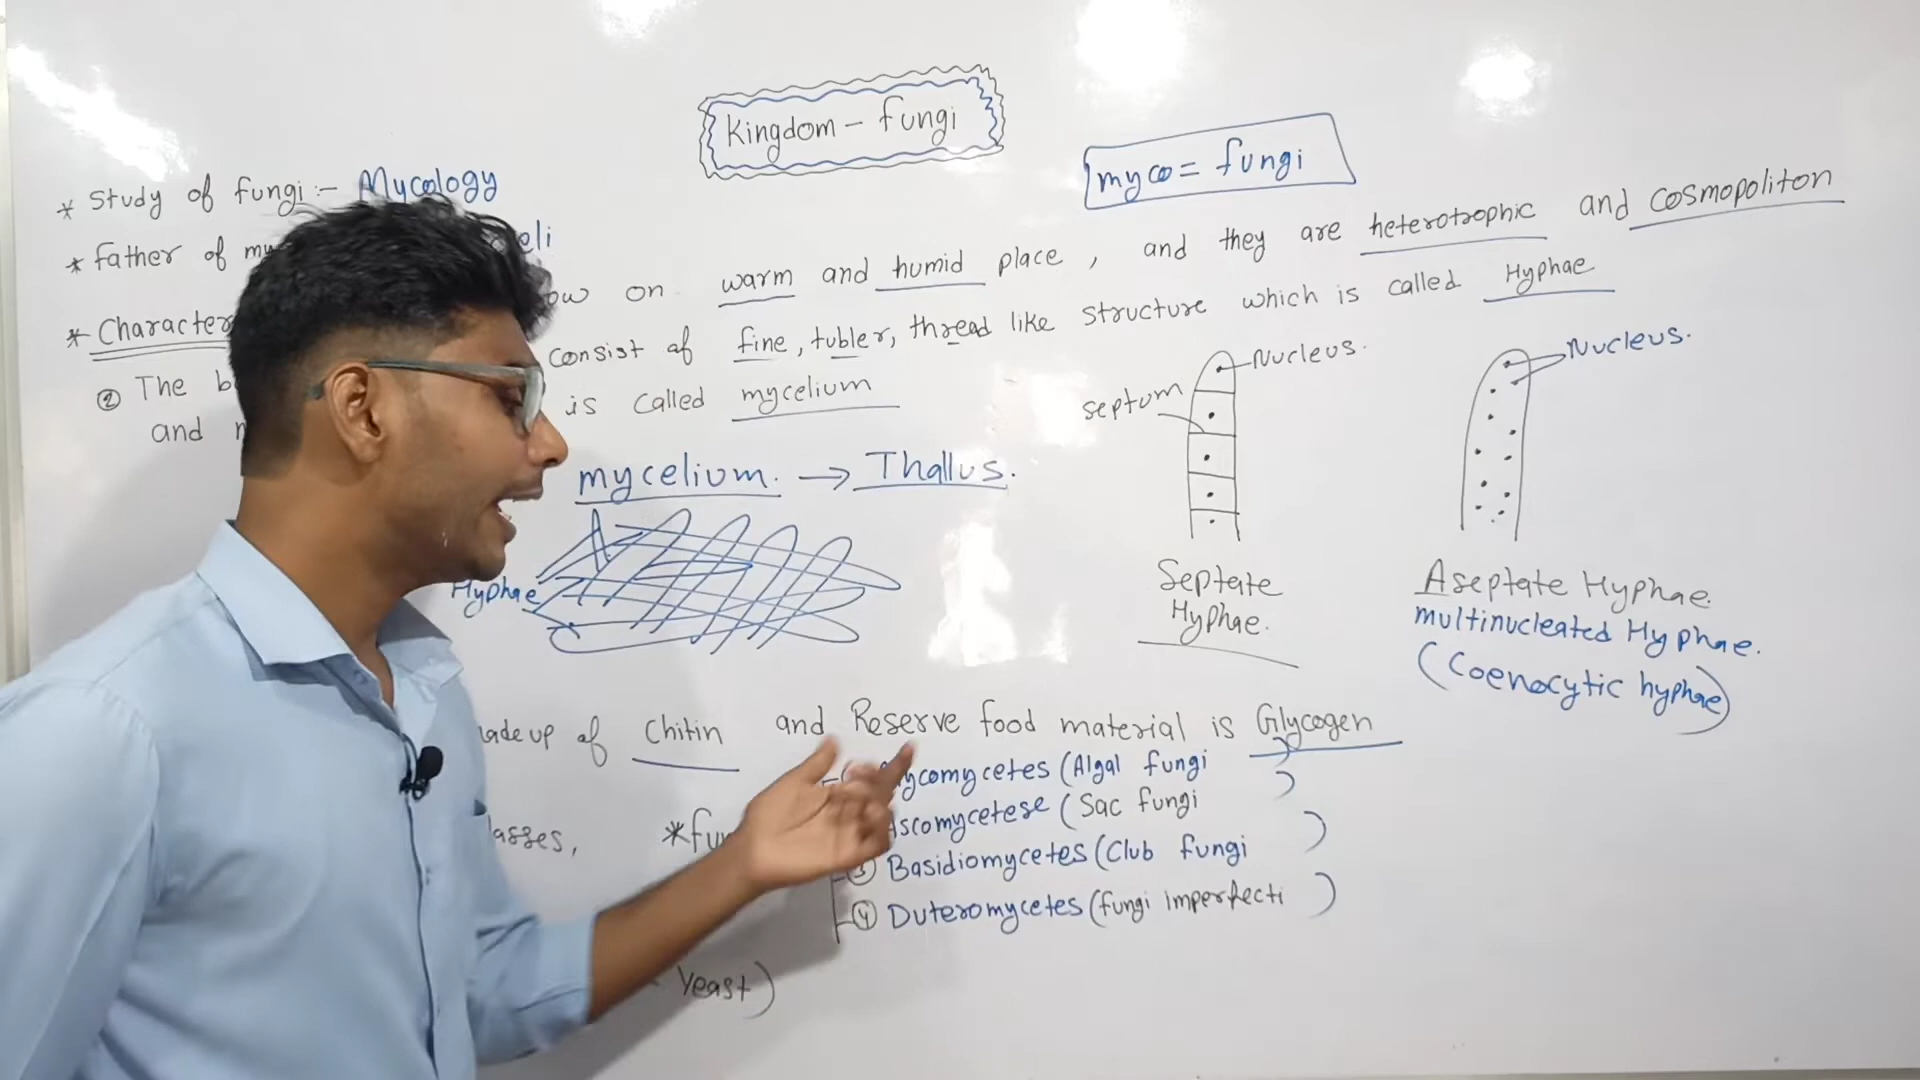 Kingdom - fungi
myco = fungi
* Study of fungi :- Mycology
* father of
* Character
on warm and humid place, and they are heterotrophic and cosmopoliton
② The consist of fine, tubler, thread like structure which is called Hyphae
and is called mycelium
mycelium. → Thallus.
Hyphae
Nucleus.
septum
Septate
Hyphae.
Nucleus.
Aseptate Hyphae.
multinucleated Hyphae.
(Coenocytic hyphae)
up of chitin and Reserve food material is Glycogen
(Algal fungi)
(Sac fungi)
③ Basidiomycetes (Club fungi)
④ Duteromycetes (fungi imperfecti)
Yeast)